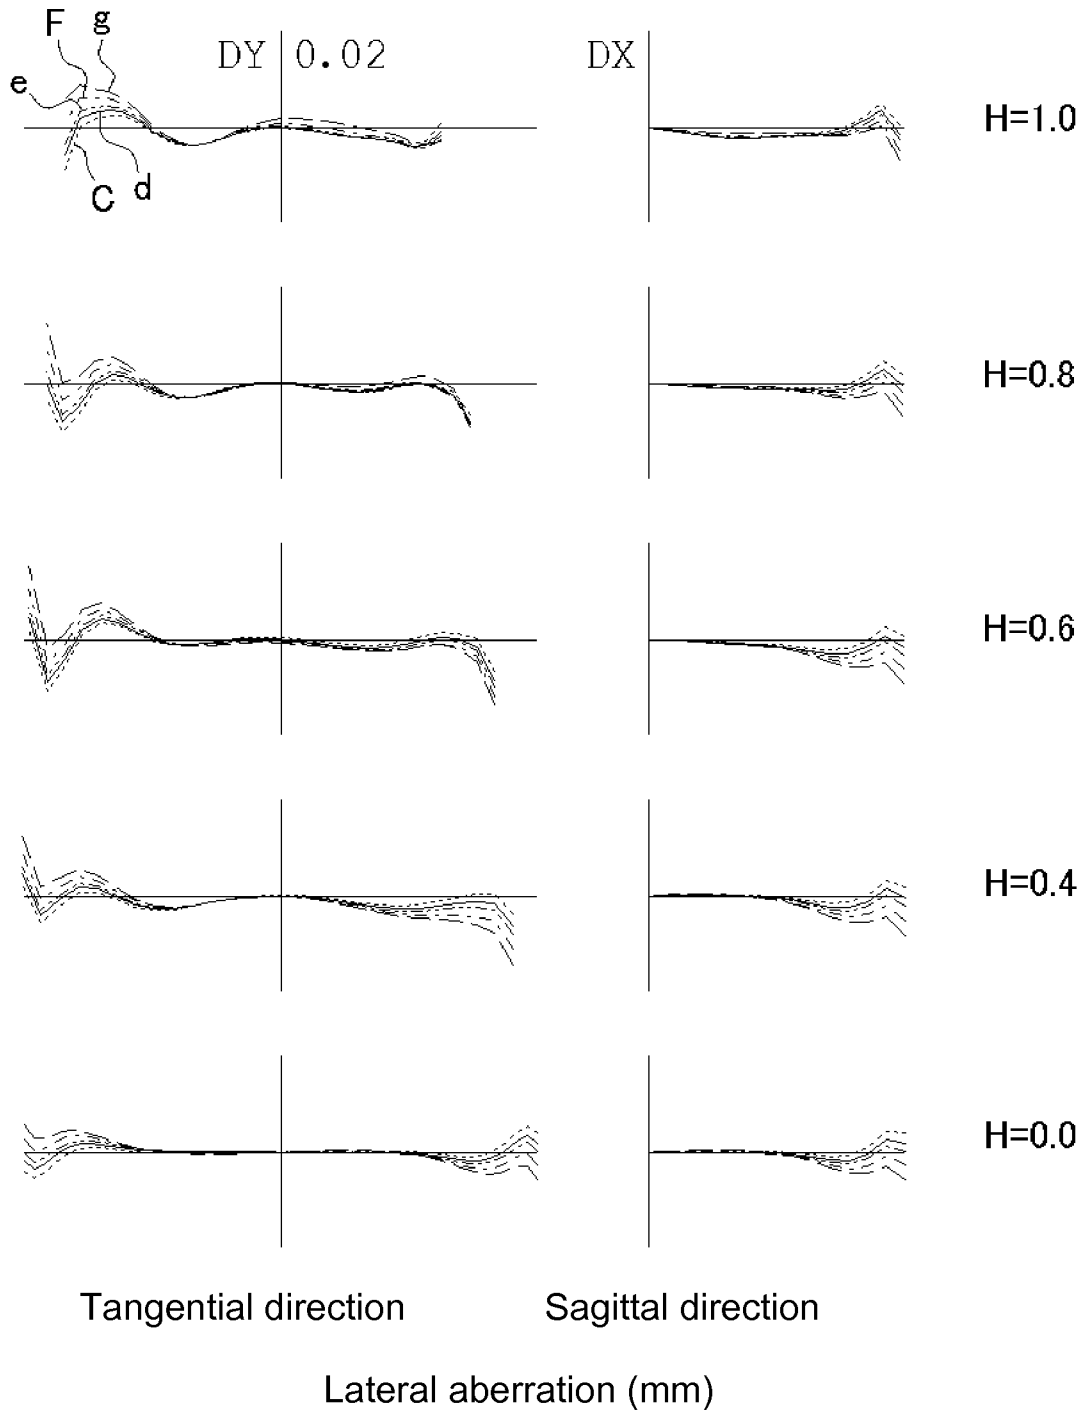 F g
e
DY 0.02 DX
H=1.0
C d
H=0.8
H=0.6
H=0.4
H=0.0
Tangential direction Sagittal direction
Lateral aberration (mm)